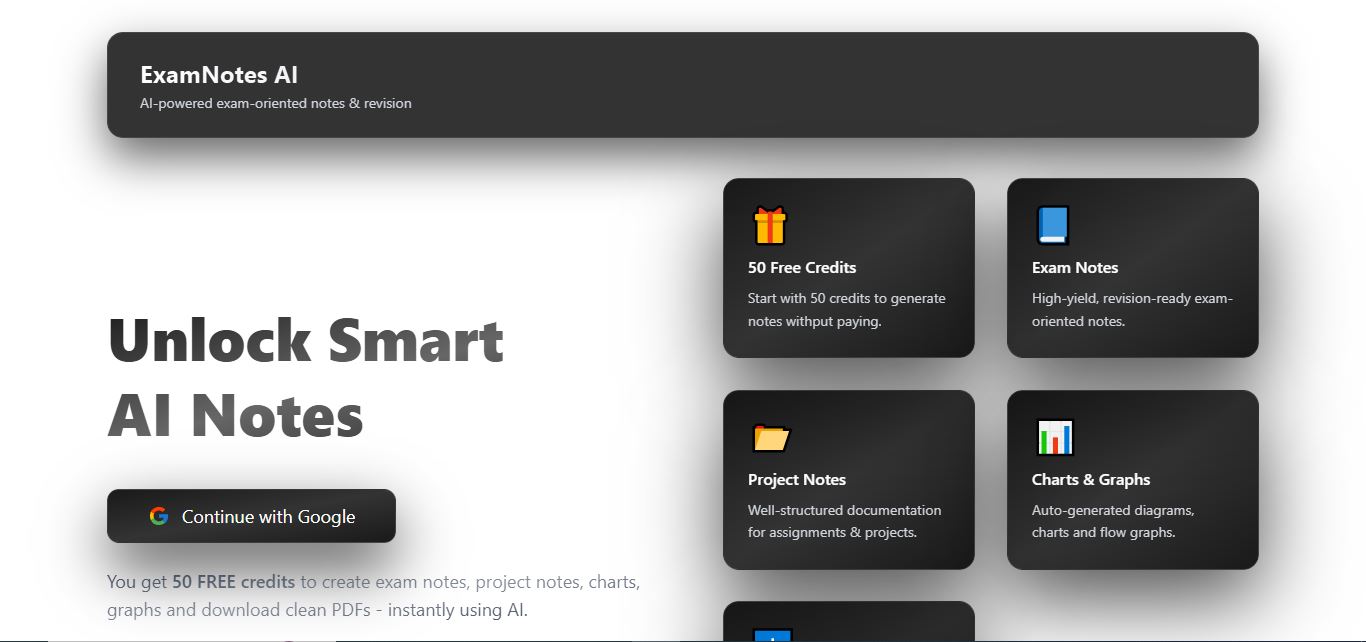 ExamNotes AI
AI-powered exam-oriented notes & revision
Unlock Smart
AI Notes
Continue with Google
You get 50 FREE credits to create exam notes, project notes, charts,
graphs and download clean PDFs - instantly using AI.
50 Free Credits
Start with 50 credits to generate
notes withput paying.
Exam Notes
High-yield, revision-ready exam-
oriented notes.
Project Notes
Well-structured documentation
for assignments & projects.
Charts & Graphs
Auto-generated diagrams,
charts and flow graphs.